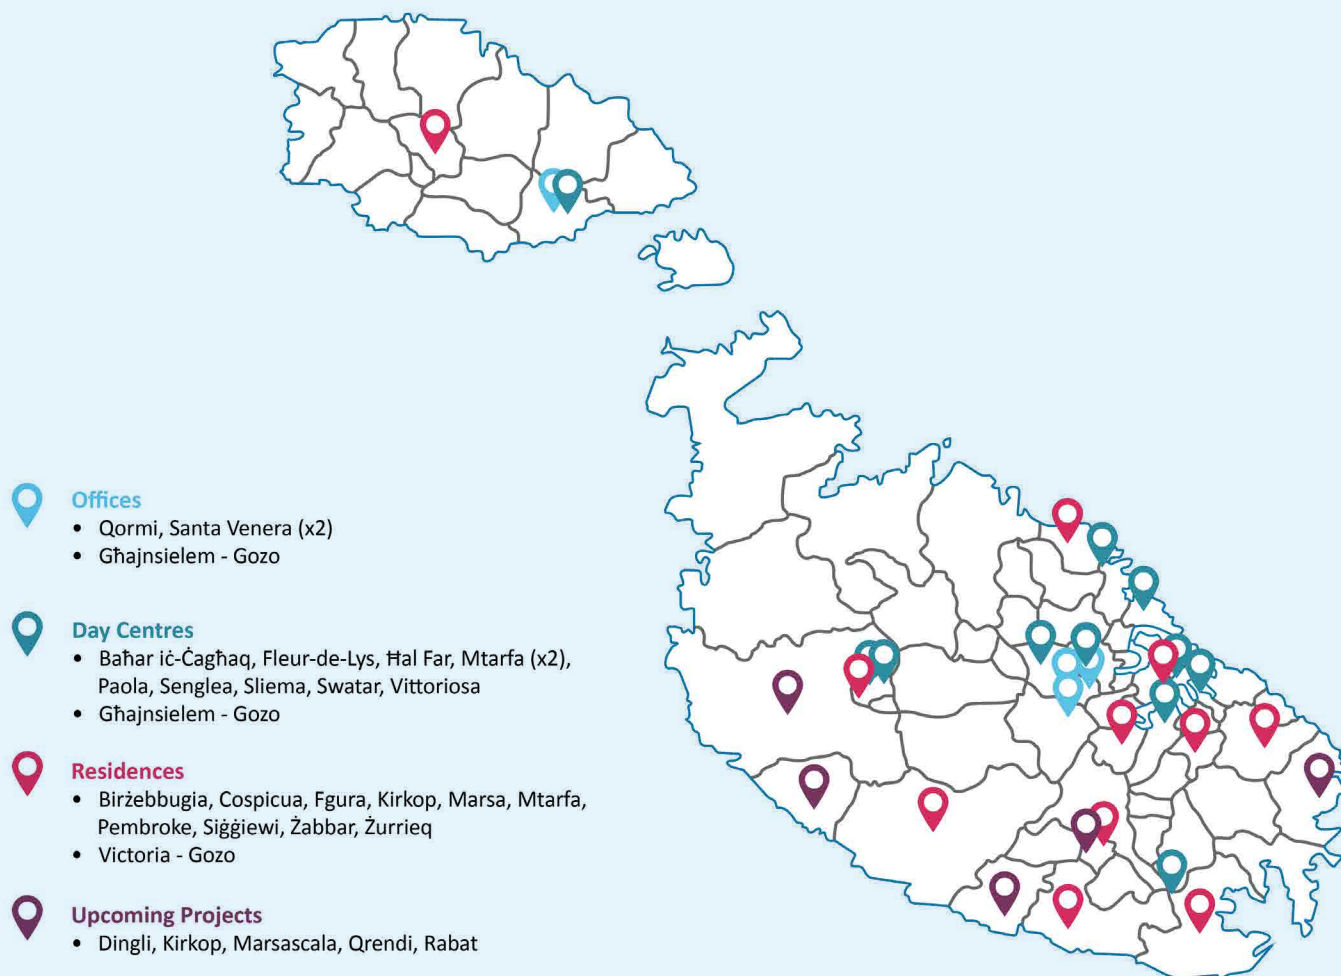 Offices
• Qormi, Santa Venera (x2)
• Għajnsielem - Gozo
Day Centres
• Baħar iċ-Ċagħaq, Fleur-de-Lys, Ħal Far, Mtarfa (x2),
Paola, Senglea, Sliema, Swatar, Vittoriosa
• Għajnsielem - Gozo
Residences
• Birżebbugia, Cospicua, Fgura, Kirkop, Marsa, Mtarfa,
Pembroke, Siġġiewi, Żabbar, Żurrieq
• Victoria - Gozo
Upcoming Projects
• Dingli, Kirkop, Marsascala, Qrendi, Rabat